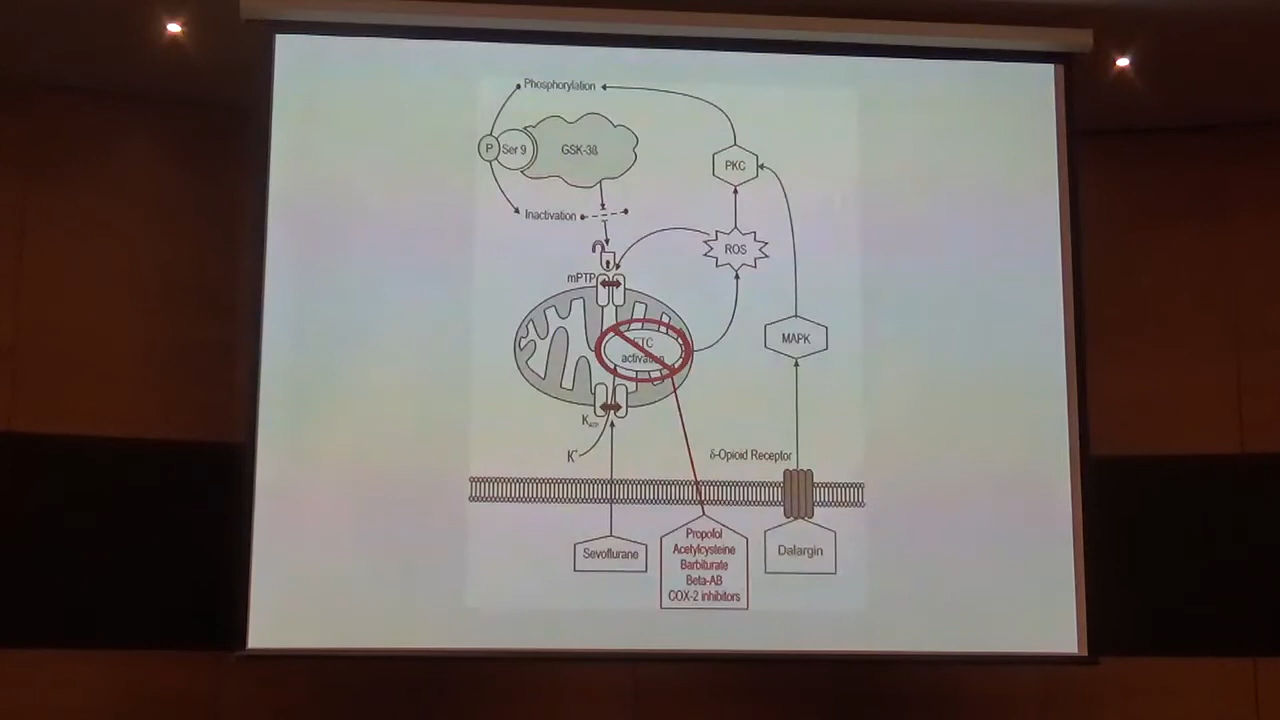 Phosphorylation
P
Ser 9
GSK-3ß
PKC
Inactivation
ROS
mPTP
ETC
activation
MAPK
KATP
K+
δ-Opioid Receptor
Sevoflurane
Propofol
Acetylcysteine
Barbiturate
Beta-AB
COX-2 inhibitors
Dalargin